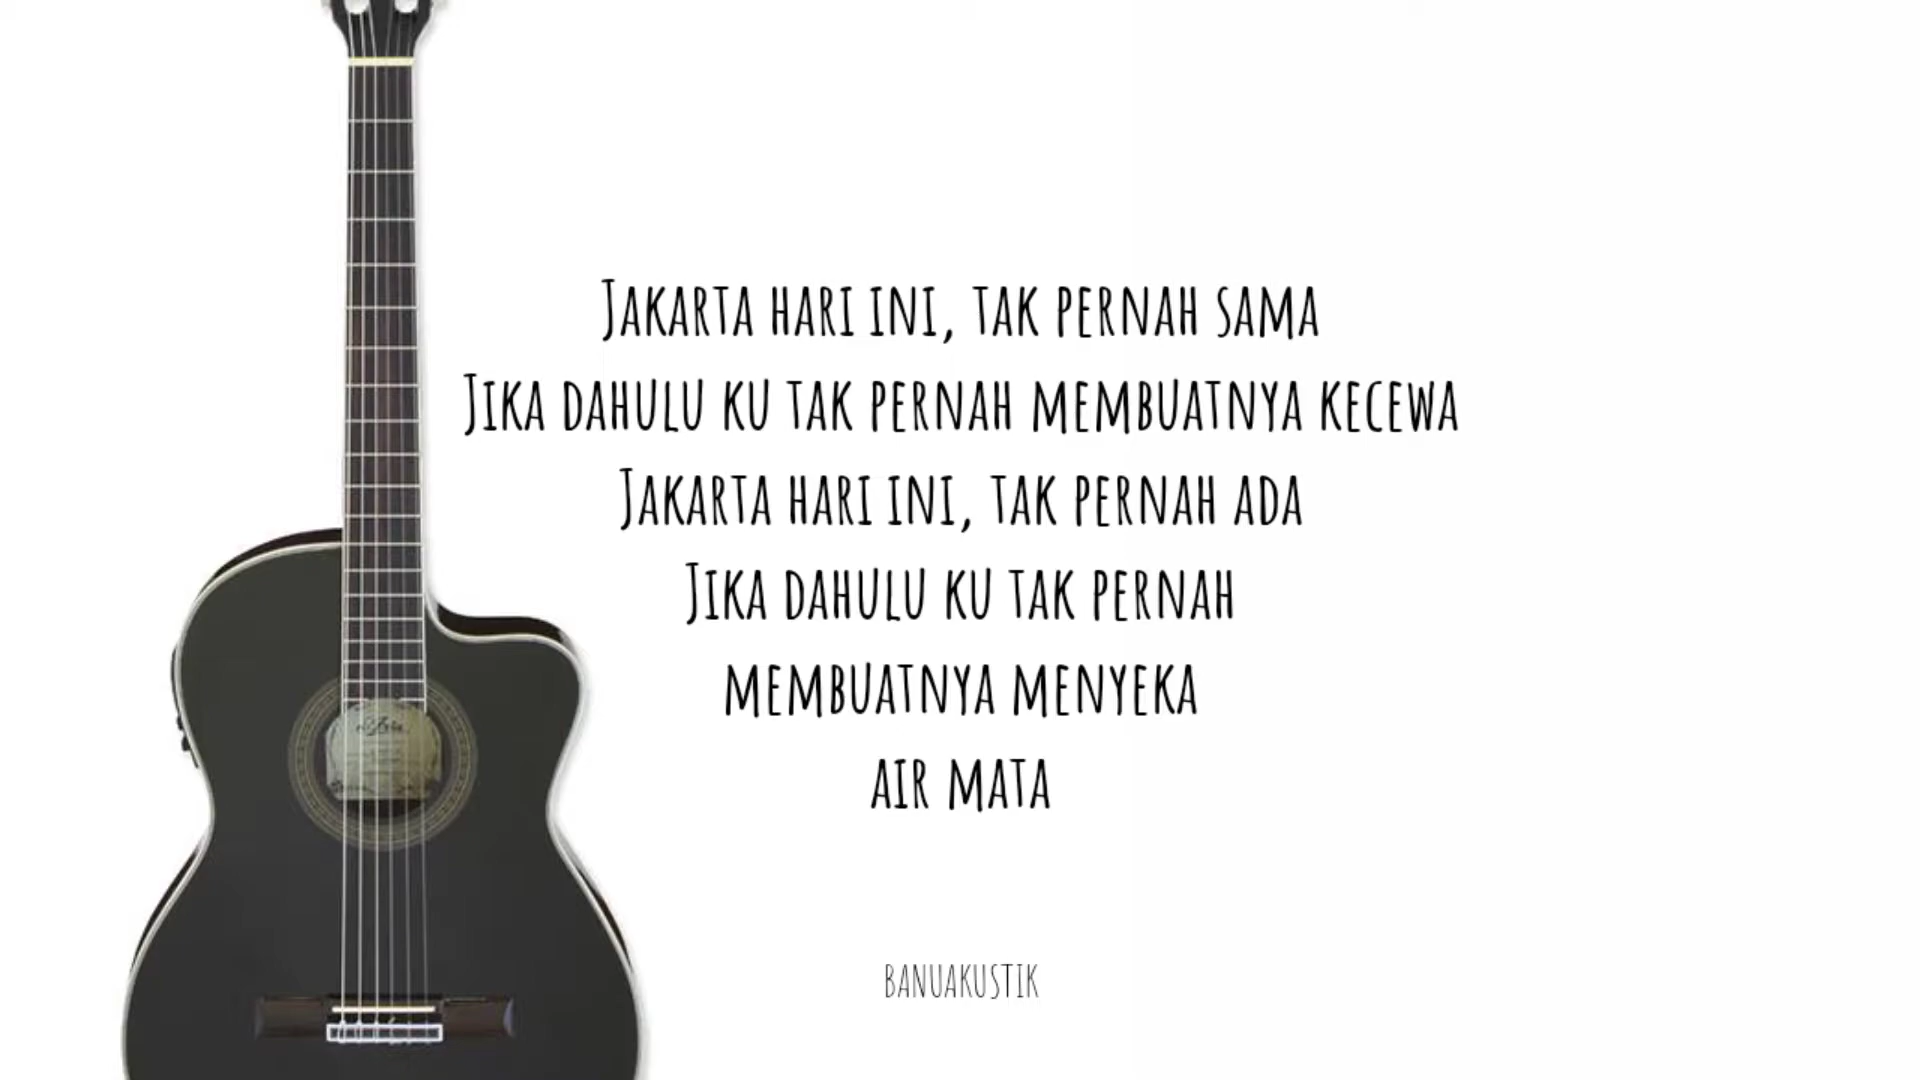 Jakarta hari ini, tak pernah sama
Jika dahulu ku tak pernah membuatnya kecewa
Jakarta hari ini, tak pernah ada
Jika dahulu ku tak pernah
membuatnya menyeka
air mata
BANUAKUSTIK